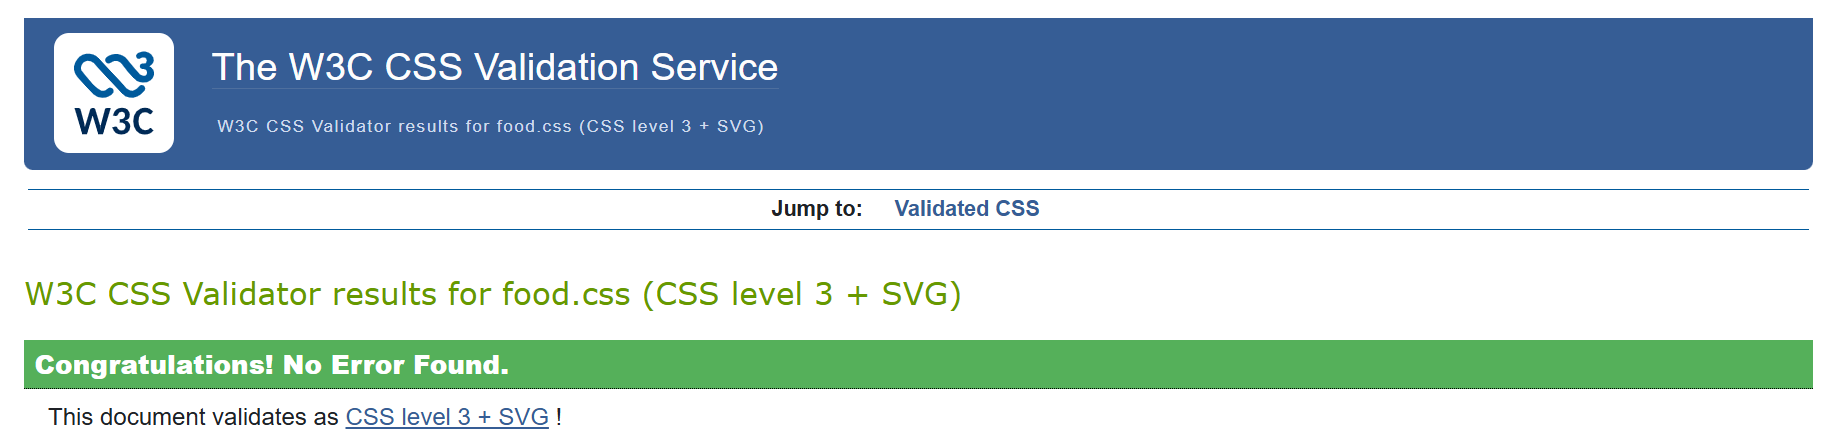 The W3C CSS Validation Service
W3C
W3C CSS Validator results for food.css (CSS level 3 + SVG)
Jump to: Validated CSS
W3C CSS Validator results for food.css (CSS level 3 + SVG)
Congratulations! No Error Found.
This document validates as CSS level 3 + SVG !